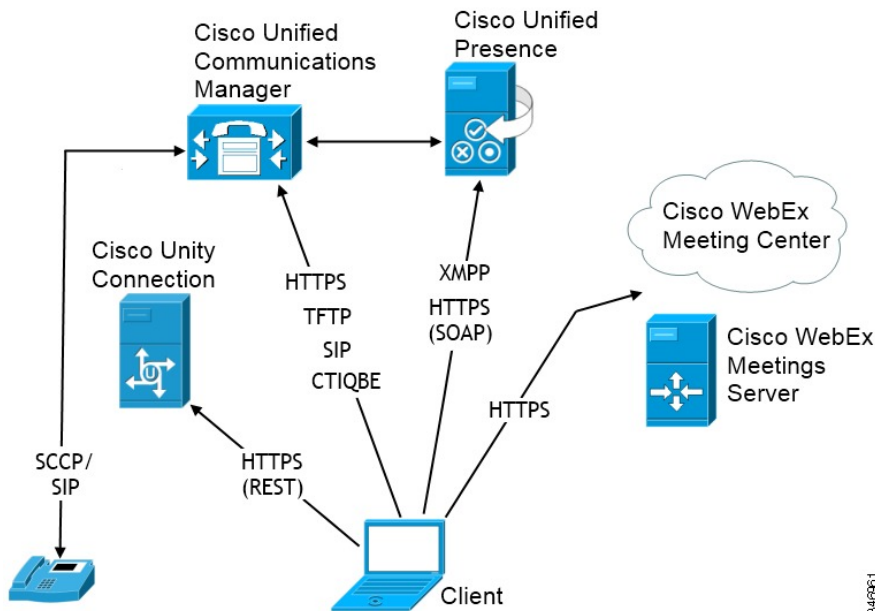 Cisco Unified
Communications
Manager
Cisco Unified
Presence
Cisco WebEx
Meeting Center
Cisco Unity
Connection
HTTPS
TFTP
SIP
CTIQBE
XMPP
HTTPS
(SOAP)
Cisco WebEx
Meetings
Server
HTTPS
U
SCCP/
SIP
HTTPS
(REST)
Client
346961